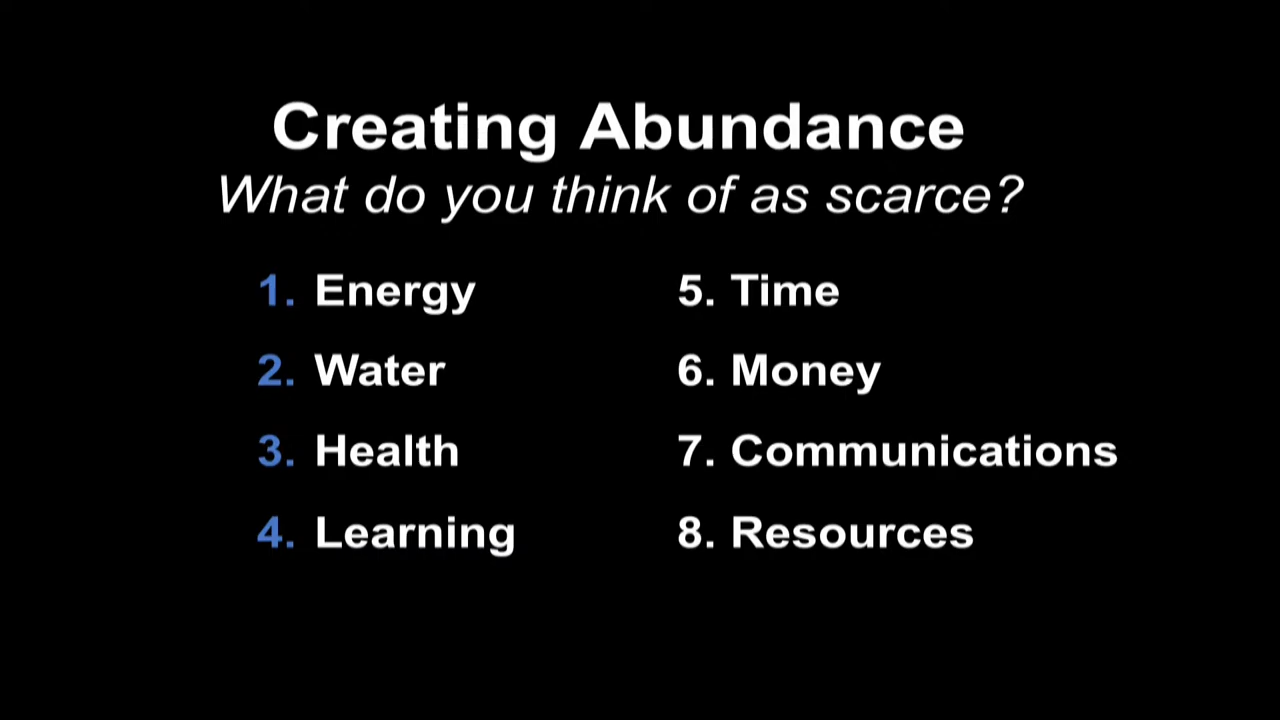 Creating Abundance
What do you think of as scarce?
1. Energy
2. Water
3. Health
4. Learning
5. Time
6. Money
7. Communications
8. Resources